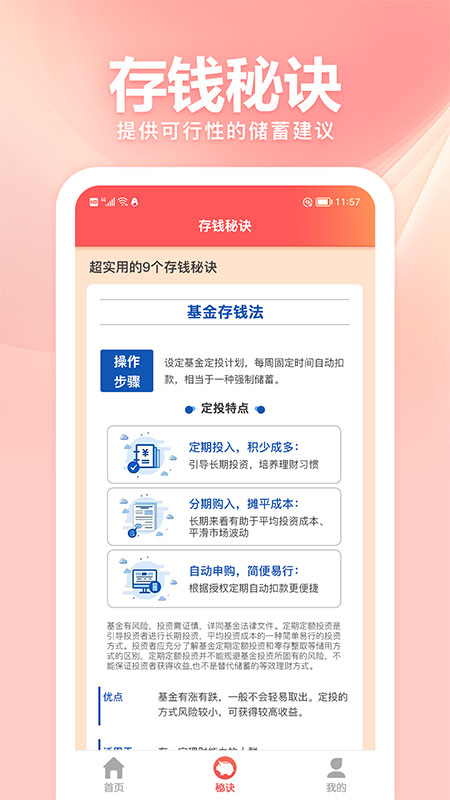 存钱秘诀
提供可行性的储蓄建议
HD 11:57
存钱秘诀
超实用的9个存钱秘诀
基金存钱法
操作
步骤
设定基金定投计划，每周固定时间自动扣
款，相当于一种强制储蓄。
定投特点
定期投入，积少成多：
引导长期投资，培养理财习惯
分期购入，摊平成本：
长期来看有助于平均投资成本、
平滑市场波动
自动申购，简便易行：
根据授权定期自动扣款更便捷
基金有风险，投资需证慎，详同基金法律文件。定期定额投资是
引导投资者进行长期投资，平均投资成本的一种简单易行的投资
方式。投资者应充分了解基金定期定额投资和零存整取等储用方
式的区别，定期定额投资并不能规避基金投资所固有的风险，不
能保证投资者获得收益,也不是替代储蓄的等效理财方式。
优点
基金有涨有跌，一般不会轻易取出。定投的
方式风险较小，可获得较高收益。
首页
秘诀
我的